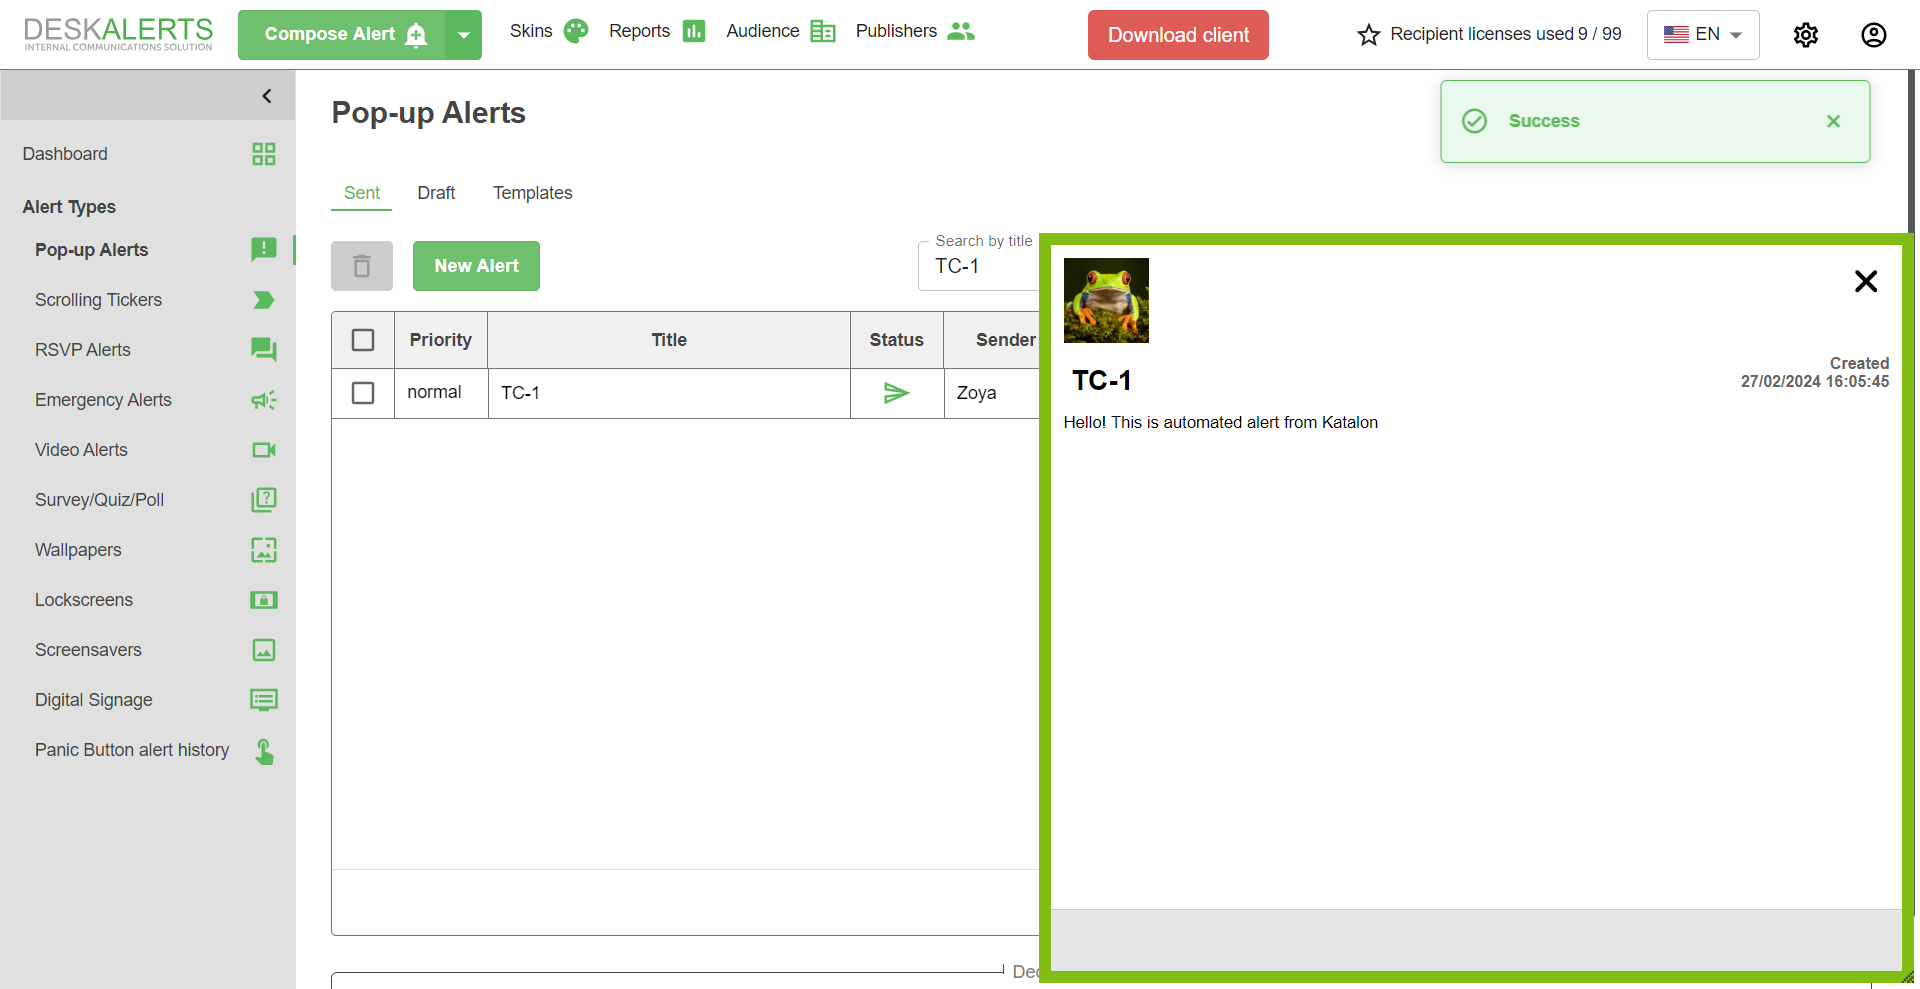 DESKALERTS
INTERNAL COMMUNICATIONS SOLUTION
Compose Alert
Skins
Reports
Audience
Publishers
Download client
Recipient licenses used 9 / 99
EN
Success
Dashboard
Alert Types
Pop-up Alerts
Scrolling Tickers
RSVP Alerts
Emergency Alerts
Video Alerts
Survey/Quiz/Poll
Wallpapers
Lockscreens
Screensavers
Digital Signage
Panic Button alert history
Pop-up Alerts
Sent
Draft
Templates
New Alert
Search by title
TC-1
Priority
Title
Status
Sender
normal
TC-1
Zoya
Created
27/02/2024 16:05:45
TC-1
Hello! This is automated alert from Katalon